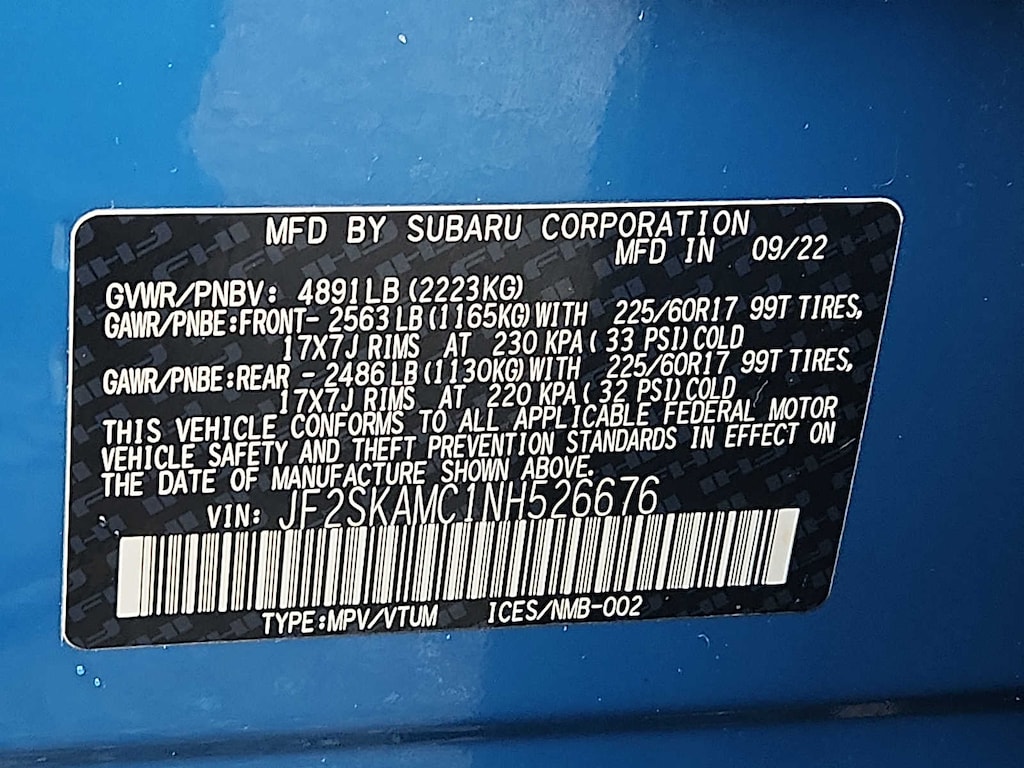 MFD BY SUBARU CORPORATION
MFD IN 09/22
GVWR/PNBV: 4891LB (2223KG)
GAWR/PNBE:FRONT- 2563 LB (1165KG) WITH 225/60R17 99T TIRES,
17X7J RIMS AT 230 KPA ( 33 PSI) COLD
GAWR/PNBE:REAR - 2486 LB (1130KG) WITH 225/60R17 99T TIRES,
17X7J RIMS AT 220 KPA ( 32 PSI) COLD
THIS VEHICLE CONFORMS TO ALL APPLICABLE FEDERAL MOTOR
VEHICLE SAFETY AND THEFT PREVENTION STANDARDS IN EFFECT ON
THE DATE OF MANUFACTURE SHOWN ABOVE.
VIN: JF2SKAMC1NH526676
TYPE:MPV/VTUM ICES/NMB-002